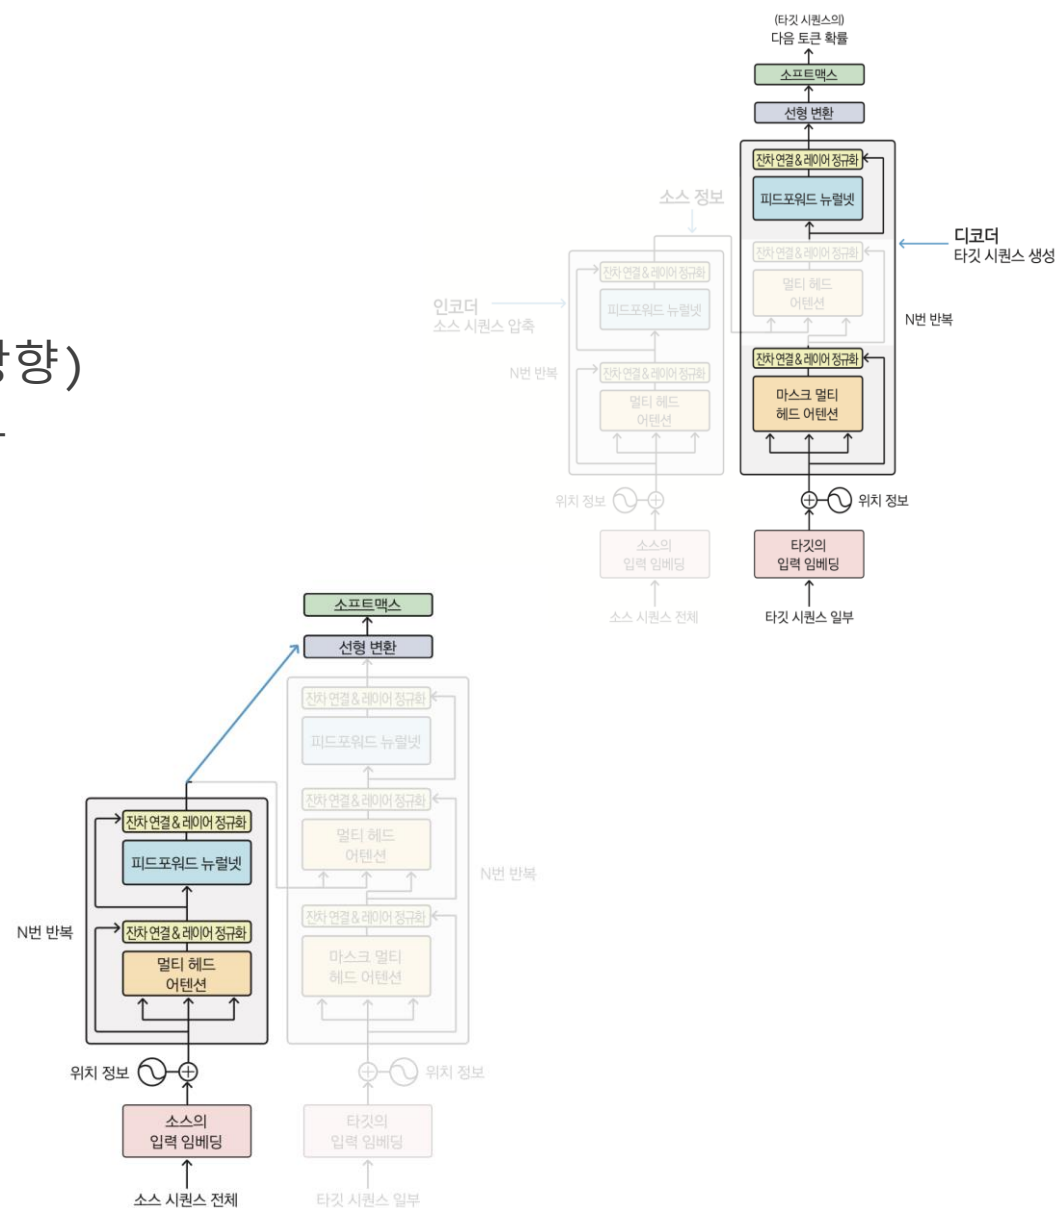 (타깃 시퀀스의)
다음 토큰 확률
소프트맥스
선형 변환
잔차 연결 & 레이어 정규화
피드포워드 뉴럴넷
잔차 연결 & 레이어 정규화
멀티 헤드
어텐션
잔차 연결 & 레이어 정규화
마스크 멀티
헤드 어텐션
위치 정보
타깃의
입력 임베딩
타깃 시퀀스 일부
디코더
타깃 시퀀스 생성
N번 반복
소스 정보
인코더
소스 시퀀스 압축
잔차 연결 & 레이어 정규화
피드포워드 뉴럴넷
N번 반복
잔차 연결 & 레이어 정규화
멀티 헤드
어텐션
위치 정보
소스의
입력 임베딩
소스 시퀀스 전체
향)
소프트맥스
선형 변환
잔차 연결 & 레이어 정규화
피드포워드 뉴럴넷
잔차 연결 & 레이어 정규화
멀티 헤드
어텐션
N번 반복
잔차 연결 & 레이어 정규화
마스크 멀티
헤드 어텐션
위치 정보
타깃의
입력 임베딩
타깃 시퀀스 일부
잔차 연결 & 레이어 정규화
피드포워드 뉴럴넷
N번 반복
잔차 연결 & 레이어 정규화
멀티 헤드
어텐션
위치 정보
소스의
입력 임베딩
소스 시퀀스 전체